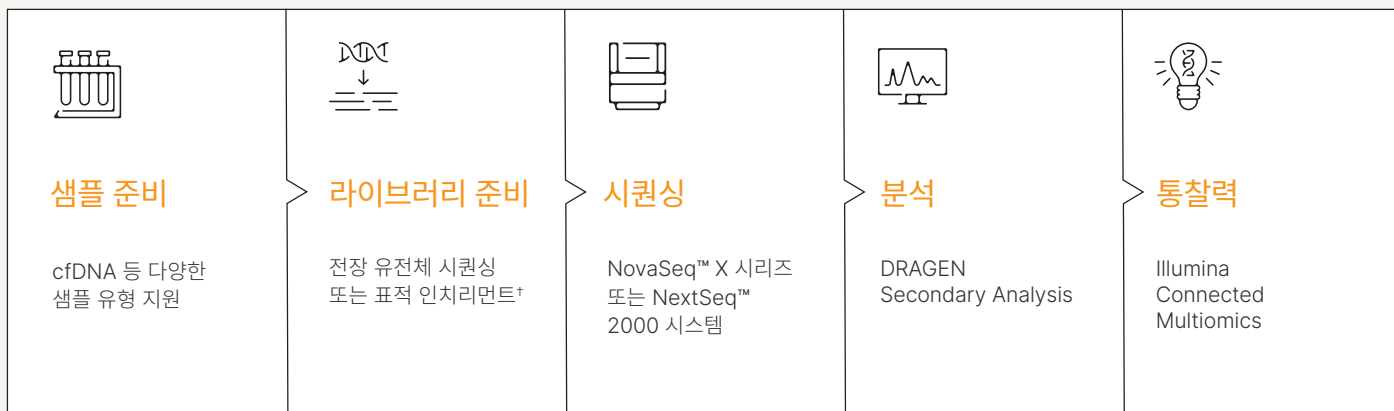 샘플 준비
cfDNA 등 다양한
샘플 유형 지원
라이브러리 준비
전장 유전체 시퀀싱
또는 표적 인치리먼트†
시퀀싱
NovaSeq™ X 시리즈
또는 NextSeq™
2000 시스템
분석
DRAGEN
Secondary Analysis
통찰력
Illumina
Connected
Multiomics